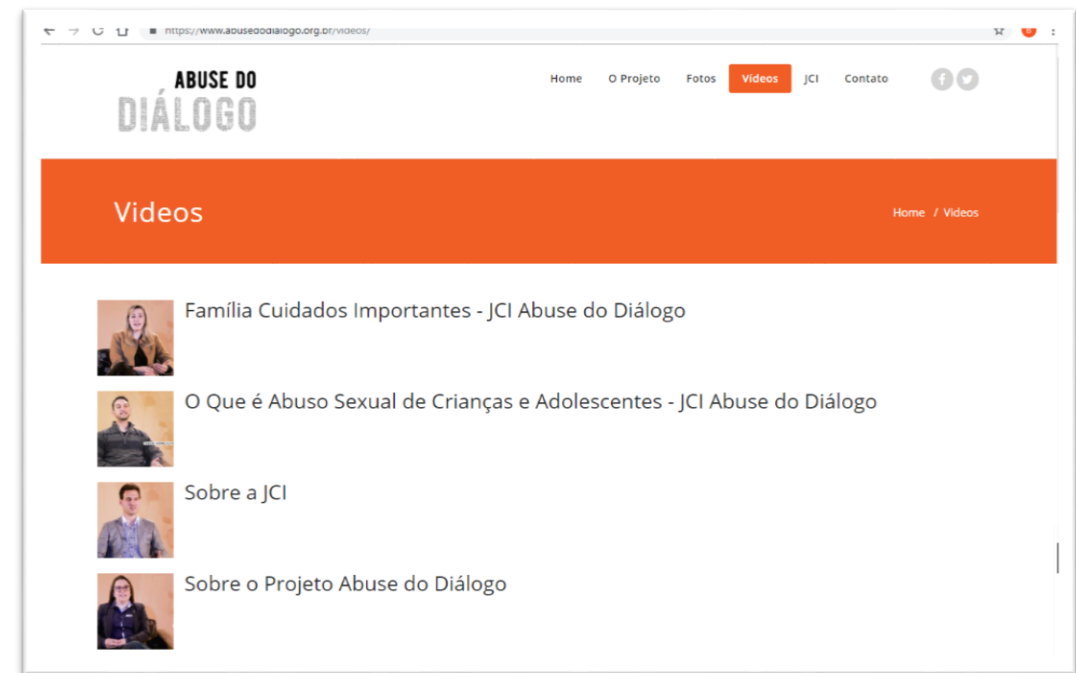 https://www.abusedodialogo.org.br/videos/
ABUSE DO
DIÁLOGO
Home O Projeto Fotos Vídeos JCI Contato
Videos
Home / Videos
Família Cuidados Importantes - JCI Abuse do Diálogo
O Que é Abuso Sexual de Crianças e Adolescentes - JCI Abuse do Diálogo
Sobre a JCI
Sobre o Projeto Abuse do Diálogo